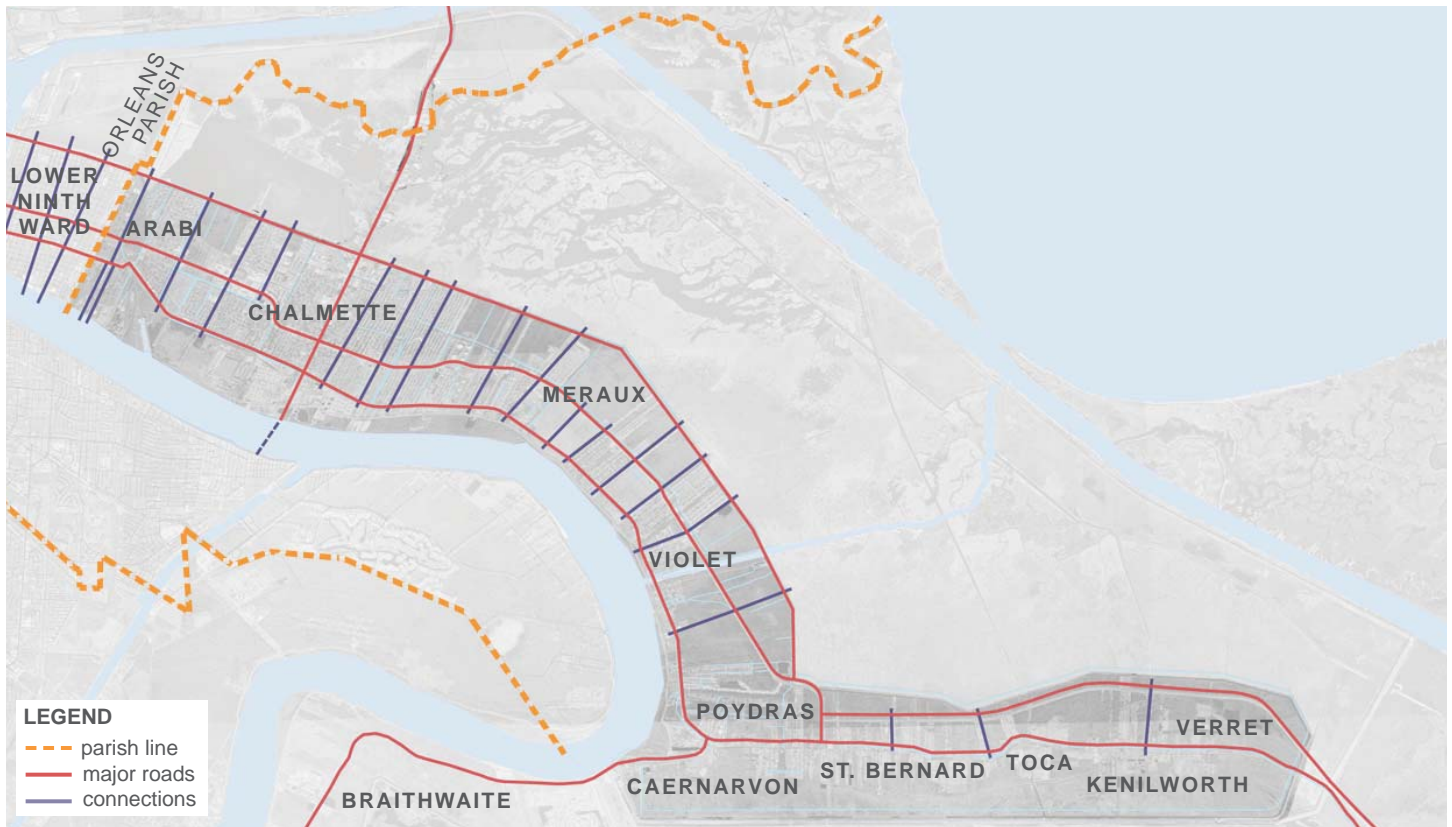 ORLEANS
PARISH
LOWER
NINTH
WARD
ARABI
CHALMETTE
MERAUX
VIOLET
POYDRAS
VERRET
TOCA
ST. BERNARD
KENILWORTH
CAERNARVON
BRAITHWAITE
LEGEND
parish line
major roads
connections